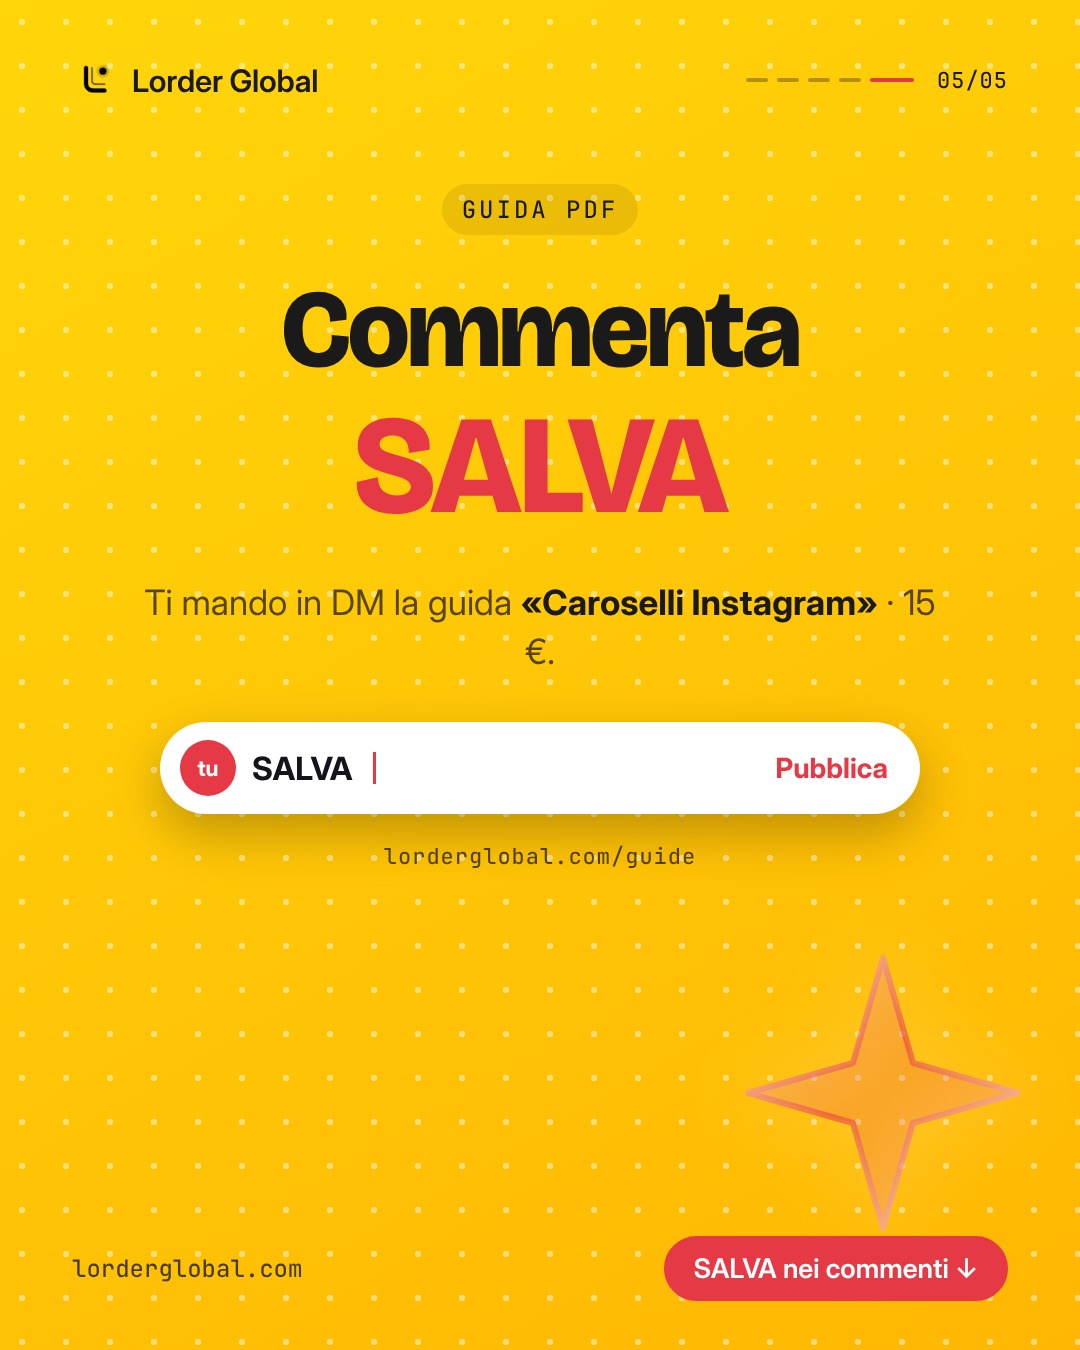 Lorder Global
05/05
GUIDA PDF
Commenta
SALVA
Ti mando in DM la guida «Caroselli Instagram» · 15
€.
tu SALVA Pubblica
lorderglobal.com/guide
lorderglobal.com
SALVA nei commenti ↓